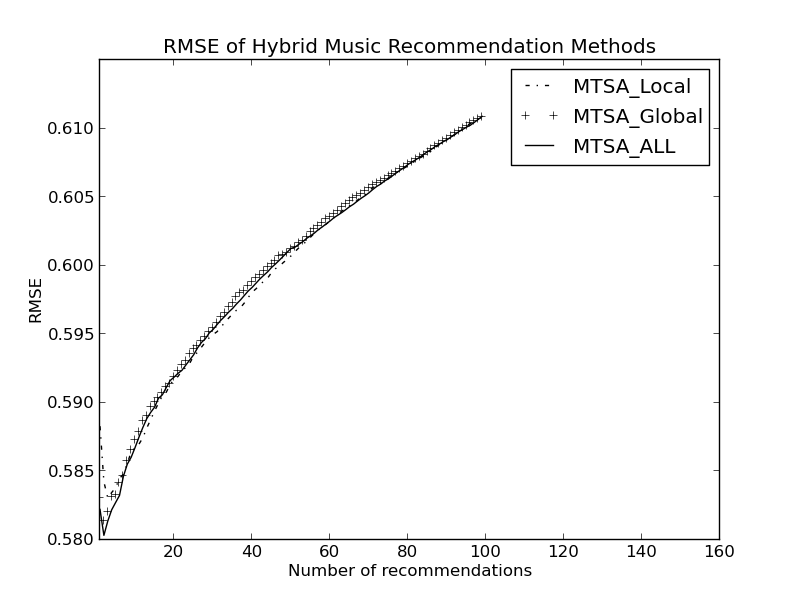 RMSE of Hybrid Music Recommendation Methods
MTSA_Local
MTSA_Global
MTSA_ALL
0.610
0.605
0.600
0.595
0.590
0.585
0.580
RMSE
20 40 60 80 100 120 140 160
Number of recommendations